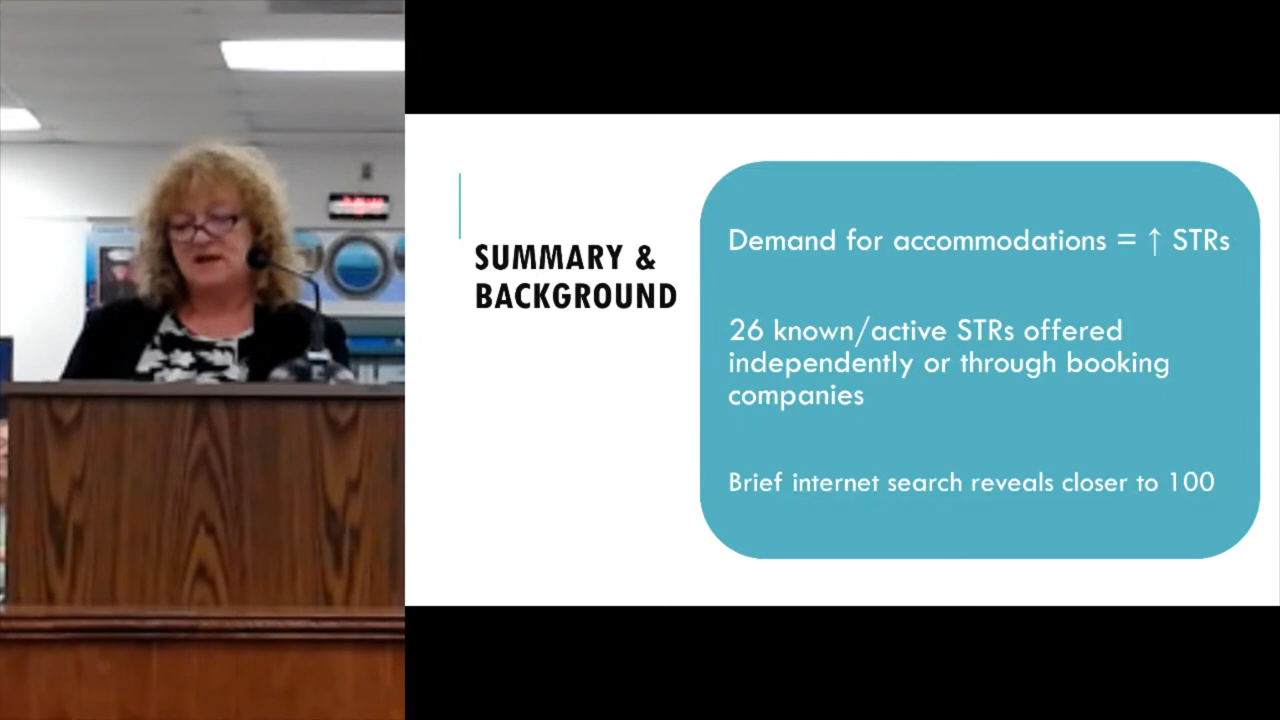 SUMMARY &
BACKGROUND
Demand for accommodations = ↑ STRs
26 known/active STRs offered
independently or through booking
companies
Brief internet search reveals closer to 100